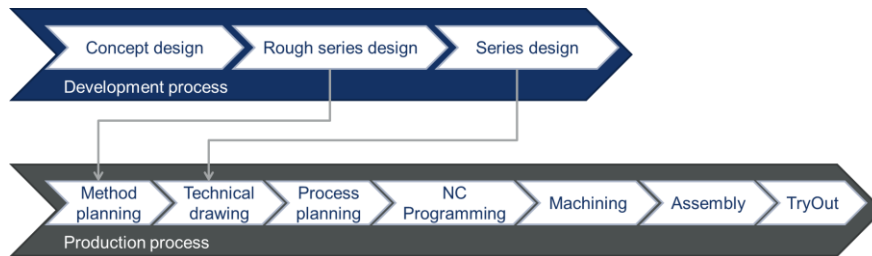 Concept design
Rough series design
Series design
Development process
Method
planning
Technical
drawing
Process
planning
NC
Programming
Machining
Assembly
TryOut
Production process